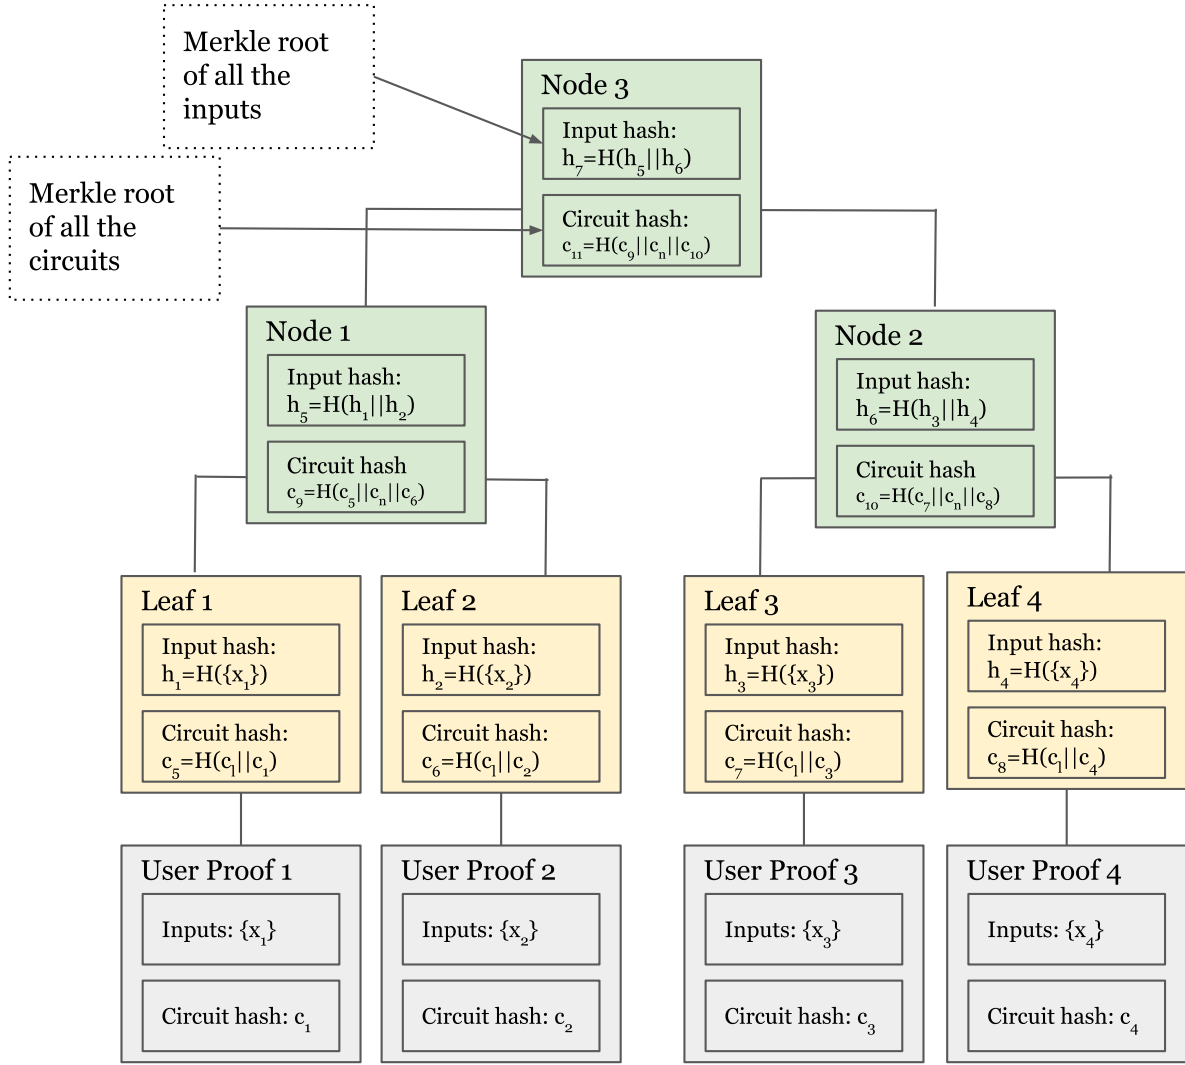 Merkle root
of all the
inputs
Merkle root
of all the
circuits
Node 3
Input hash:
h₇=H(h₅||h₆)
Circuit hash:
c₁₁=H(c₉||cₙ||c₁₀)
Node 1
Input hash:
h₅=H(h₁||h₂)
Circuit hash
c₉=H(c₅||cₙ||c₆)
Node 2
Input hash:
h₆=H(h₃||h₄)
Circuit hash
c₁₀=H(c₇||cₙ||c₈)
Leaf 1
Input hash:
h₁=H({x₁})
Circuit hash:
c₅=H(cₗ||c₁)
Leaf 2
Input hash:
h₂=H({x₂})
Circuit hash:
c₆=H(cₗ||c₂)
Leaf 3
Input hash:
h₃=H({x₃})
Circuit hash:
c₇=H(cₗ||c₃)
Leaf 4
Input hash:
h₄=H({x₄})
Circuit hash:
c₈=H(cₗ||c₄)
User Proof 1
Inputs: {x₁}
Circuit hash: c₁
User Proof 2
Inputs: {x₂}
Circuit hash: c₂
User Proof 3
Inputs: {x₃}
Circuit hash: c₃
User Proof 4
Inputs: {x₄}
Circuit hash: c₄